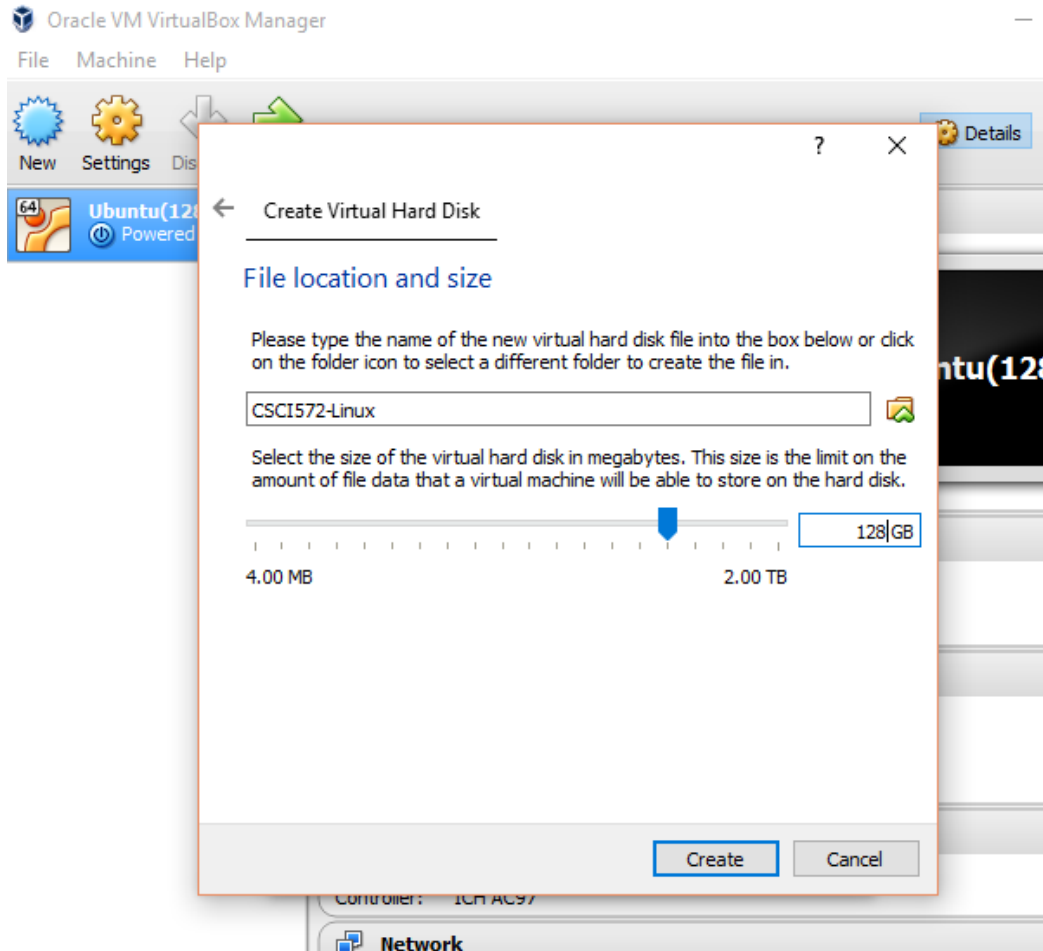 Oracle VM VirtualBox Manager
File Machine Help
New Settings Dis
Details
64
Ubuntu(128
Powered
?
Create Virtual Hard Disk
File location and size
Please type the name of the new virtual hard disk file into the box below or click
on the folder icon to select a different folder to create the file in.
ntu(128
CSCI572-Linux
Select the size of the virtual hard disk in megabytes. This size is the limit on the
amount of file data that a virtual machine will be able to store on the hard disk.
128 GB
4.00 MB 2.00 TB
Create Cancel
Controller: ICH AC97
Network